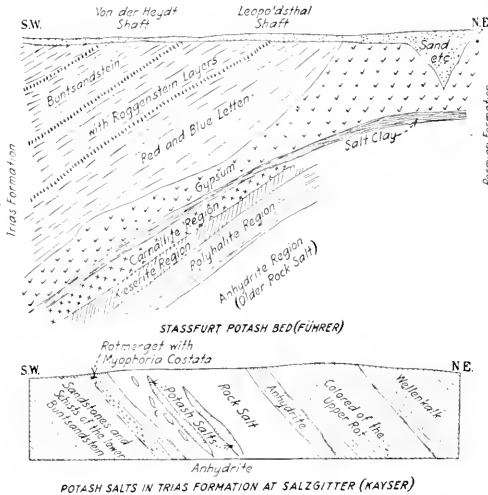 S.W.
Von der Heydt
Shaft
Leopoldsthal
Shaft
N.E.
Sand
etc
Buntsandstein
with Roggenstein Layers
Red and Blue Letten
Salt Clay
Gypsum
Carnallite Region
Kieserite Region
Polyhalite Region
Anhydrite Region
(Older Rock Salt)
Trias Formation
Formation
STASSFURT POTASH BED (FÜHRER)
Rotmerget with
Myophoria Costata
S.W.
N E.
Sandstones and
Schists of the lower
Buntsandstein
Potash Salts
Rock Salt
Anhydrite
Colored of the
Upper Rot
Wellenkalk
Anhydrite
POTASH SALTS IN TRIAS FORMATION AT SALZGITTER (KAYSER)